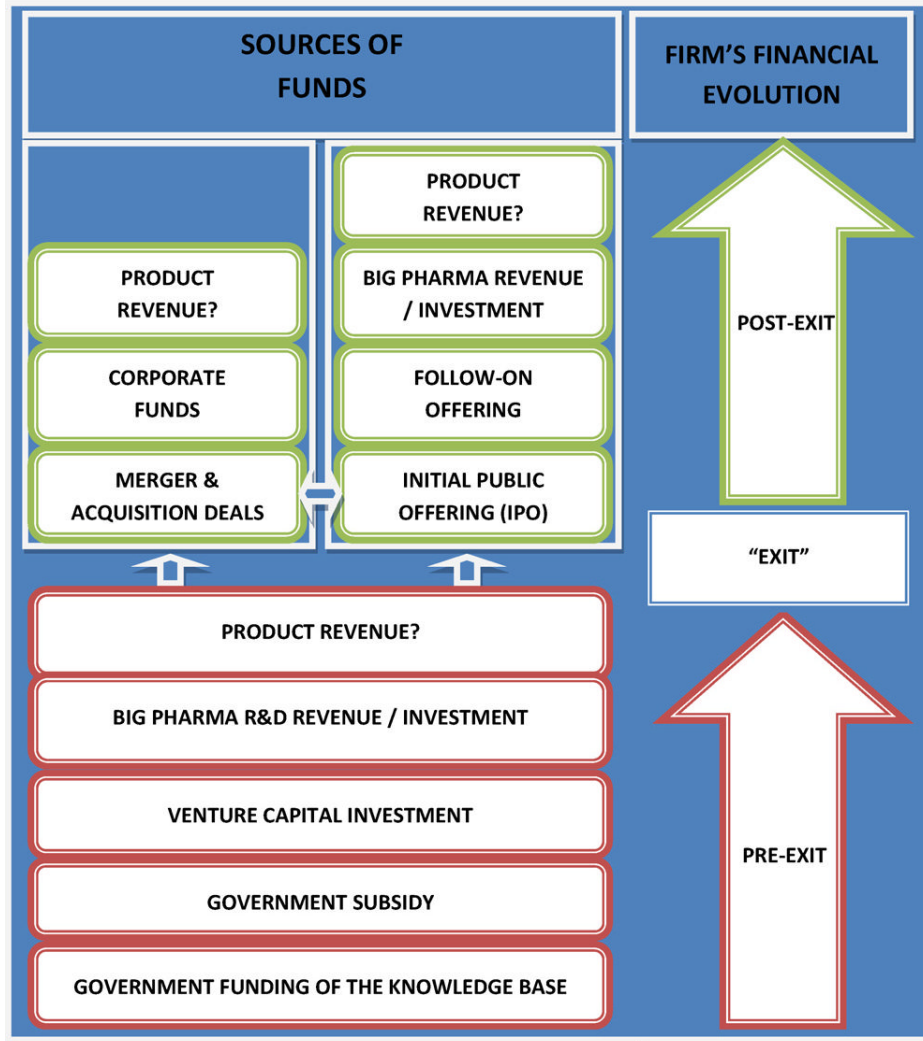 SOURCES OF
FUNDS
FIRM’S FINANCIAL
EVOLUTION
PRODUCT
REVENUE?
CORPORATE
FUNDS
MERGER &
ACQUISITION DEALS
PRODUCT
REVENUE?
BIG PHARMA REVENUE
/ INVESTMENT
FOLLOW-ON
OFFERING
INITIAL PUBLIC
OFFERING (IPO)
POST-EXIT
“EXIT”
PRODUCT REVENUE?
BIG PHARMA R&D REVENUE / INVESTMENT
VENTURE CAPITAL INVESTMENT
GOVERNMENT SUBSIDY
GOVERNMENT FUNDING OF THE KNOWLEDGE BASE
PRE-EXIT